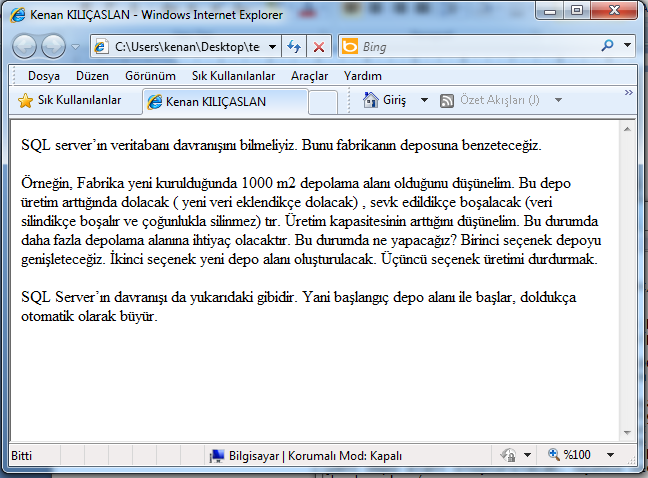 Kenan KILIÇASLAN - Windows Internet Explorer
C:\Users\kenan\Desktop\te
Bing
Dosya Düzen Görünüm Sık Kullanılanlar Araçlar Yardım
Sık Kullanılanlar Kenan KILIÇASLAN Giriş Özet Akışları (J) »
SQL server’ın veritabanı davranışını bilmeliyiz. Bunu fabrikanın deposuna benzeteceğiz.
Örneğin, Fabrika yeni kurulduğunda 1000 m2 depolama alanı olduğunu düşünelim. Bu depo
üretim arttığında dolacak ( yeni veri eklendikçe dolacak) , sevk edildikçe boşalacak (veri
silindikçe boşalır ve çoğunlukla silinmez) tır. Üretim kapasitesinin arttığını düşünelim. Bu durumda
daha fazla depolama alanına ihtiyaç olacaktır. Bu durumda ne yapacağız? Birinci seçenek depoyu
genişleteceğiz. İkinci seçenek yeni depo alanı oluşturulacak. Üçüncü seçenek üretimi durdurmak.
SQL Server’ın davranışı da yukarıdaki gibidir. Yani başlangıç depo alanı ile başlar, doldukça
otomatik olarak büyür.
Bitti Bilgisayar | Korumalı Mod: Kapalı %100